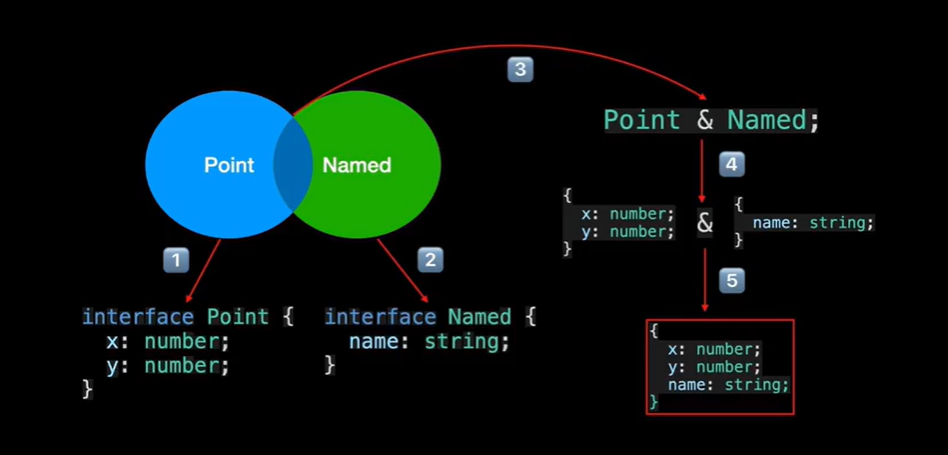 3
Point & Named;
Point
Named
4
{
x: number;
y: number;
}
&
{
name: string;
}
1
2
5
interface Point {
x: number;
y: number;
}
interface Named {
name: string;
}
{
x: number;
y: number;
name: string;
}